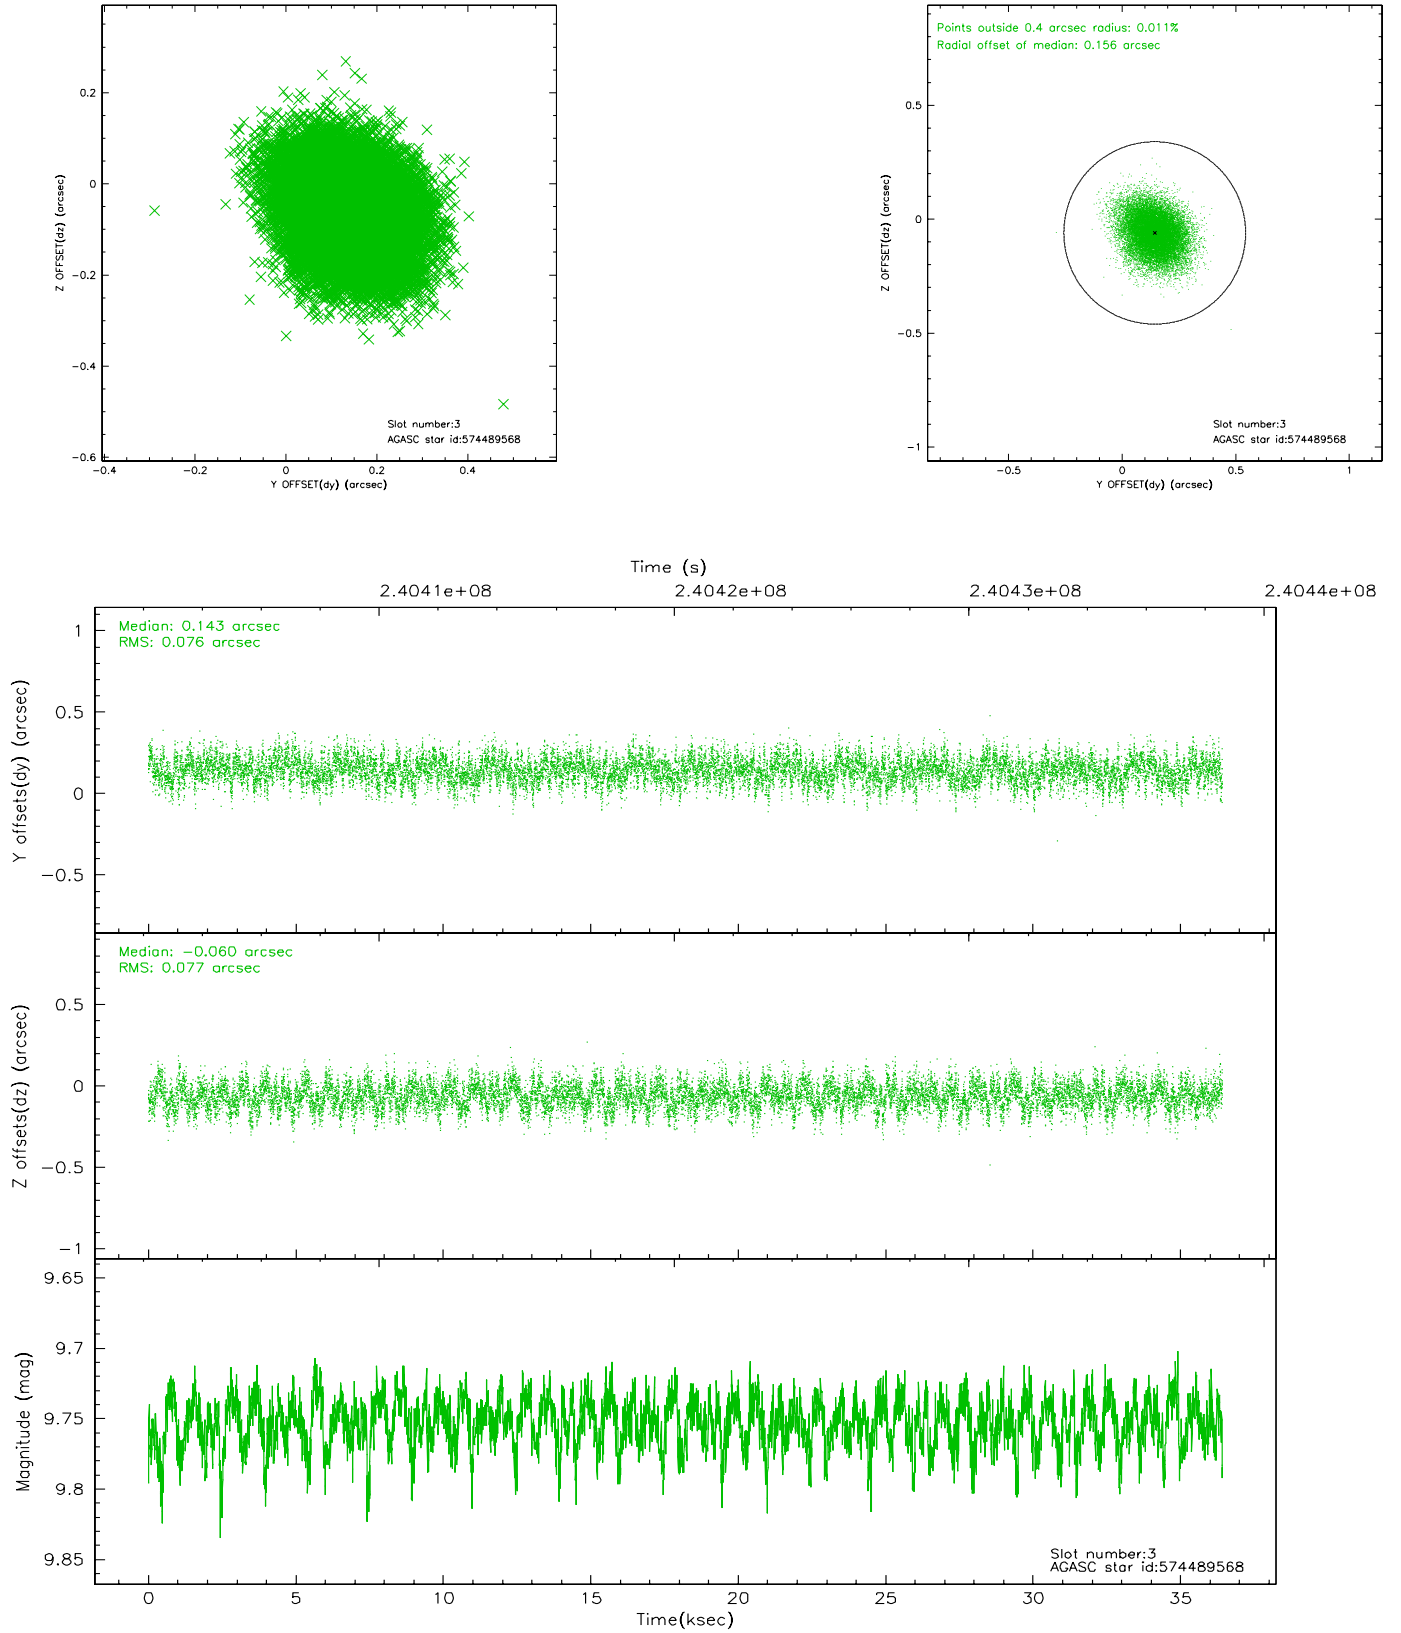 0.2
0
-0.2
-0.4
-0.6
-0.4
-0.2
0
0.2
0.4
Z OFFSET(dz) (arcsec)
Y OFFSET(dy) (arcsec)
Slot number:3
AGASC star id:574489568
Points outside 0.4 arcsec radius: 0.011%
Radial offset of median: 0.156 arcsec
0.5
0
-0.5
-1
-0.5
0
0.5
1
Z OFFSET(dz) (arcsec)
Y OFFSET(dy) (arcsec)
Slot number:3
AGASC star id:574489568
Time (s)
2.4041e+08
2.4042e+08
2.4043e+08
2.4044e+08
Median: 0.143 arcsec
RMS: 0.076 arcsec
1
0.5
0
-0.5
Y offsets(dy) (arcsec)
Median: -0.060 arcsec
RMS: 0.077 arcsec
0.5
0
-0.5
-1
Z offsets(dz) (arcsec)
9.65
9.7
9.75
9.8
9.85
Magnitude (mag)
Slot number:3
AGASC star id:574489568
0
5
10
15
20
25
30
35
Time(ksec)